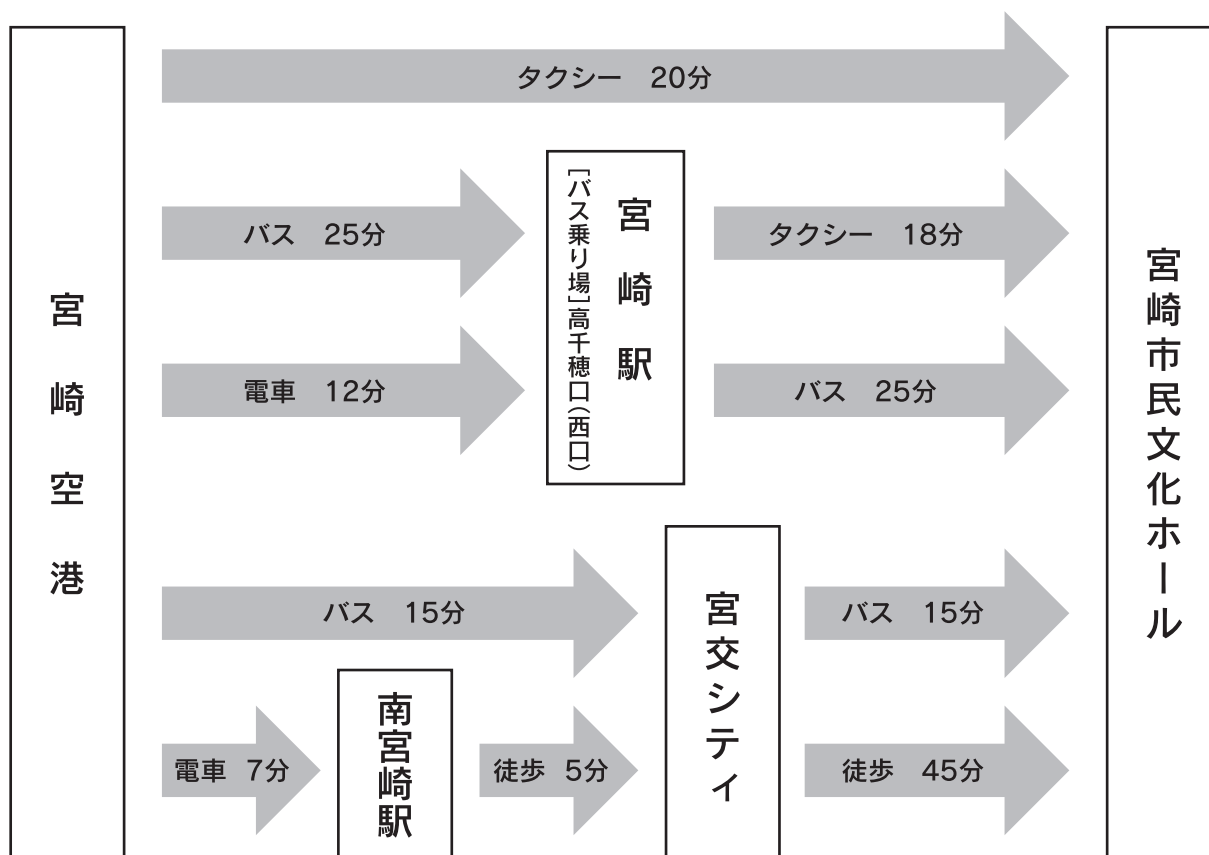 宮崎空港
タクシー　20分
バス　25分
電車　12分
宮崎駅
［バス乗り場］高千穂口（西口）
タクシー　18分
バス　25分
バス　15分
電車　7分
南宮崎駅
徒歩　5分
宮交シティ
バス　15分
徒歩　45分
宮崎市民文化ホール